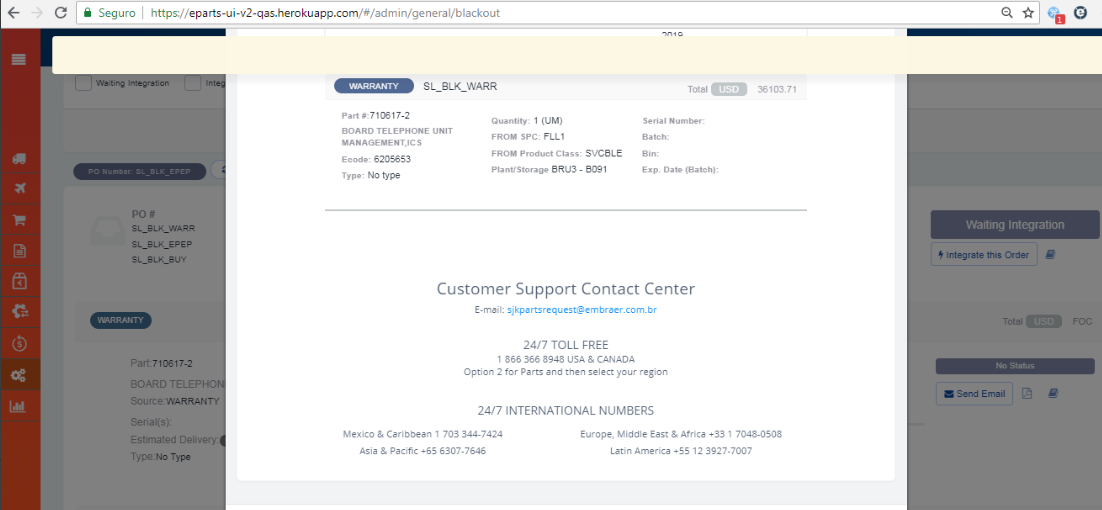 Seguro https://eparts-ui-v2-qas.herokuapp.com/#/admin/general/blackout
1
2019
Waiting Integration
WARRANTY SL_BLK_WARR Total USD 36103.71
Part #:710617-2
BOARD TELEPHONE UNIT
MANAGEMENT,ICS
Ecode: 6205653
Type: No type
Quantity: 1 (UM)
FROM SPC: FLL1
FROM Product Class: SVCBLE
Plant/Storage BRU3 - B091
Serial Number:
Batch:
Bin:
Exp. Date (Batch):
PO Number: SL_BLK_EPEP
PO #
SL_BLK_WARR
SL_BLK_EPEP
SL_BLK_BUY
Waiting Integration
Integrate this Order
Customer Support Contact Center
E-mail: sjkpartsrequest@embraer.com.br
24/7 TOLL FREE
1 866 366 8948 USA & CANADA
Option 2 for Parts and then select your region
24/7 INTERNATIONAL NUMBERS
Mexico & Caribbean 1 703 344-7424
Europe, Middle East & Africa +33 1 7048-0508
Asia & Pacific +65 6307-7646
Latin America +55 12 3927-7007
WARRANTY
Total USD FOC
Part:710617-2
BOARD TELEPHON
Source:WARRANTY
Serial(s):
Estimated Delivery:
Type:No Type
No Status
Send Email